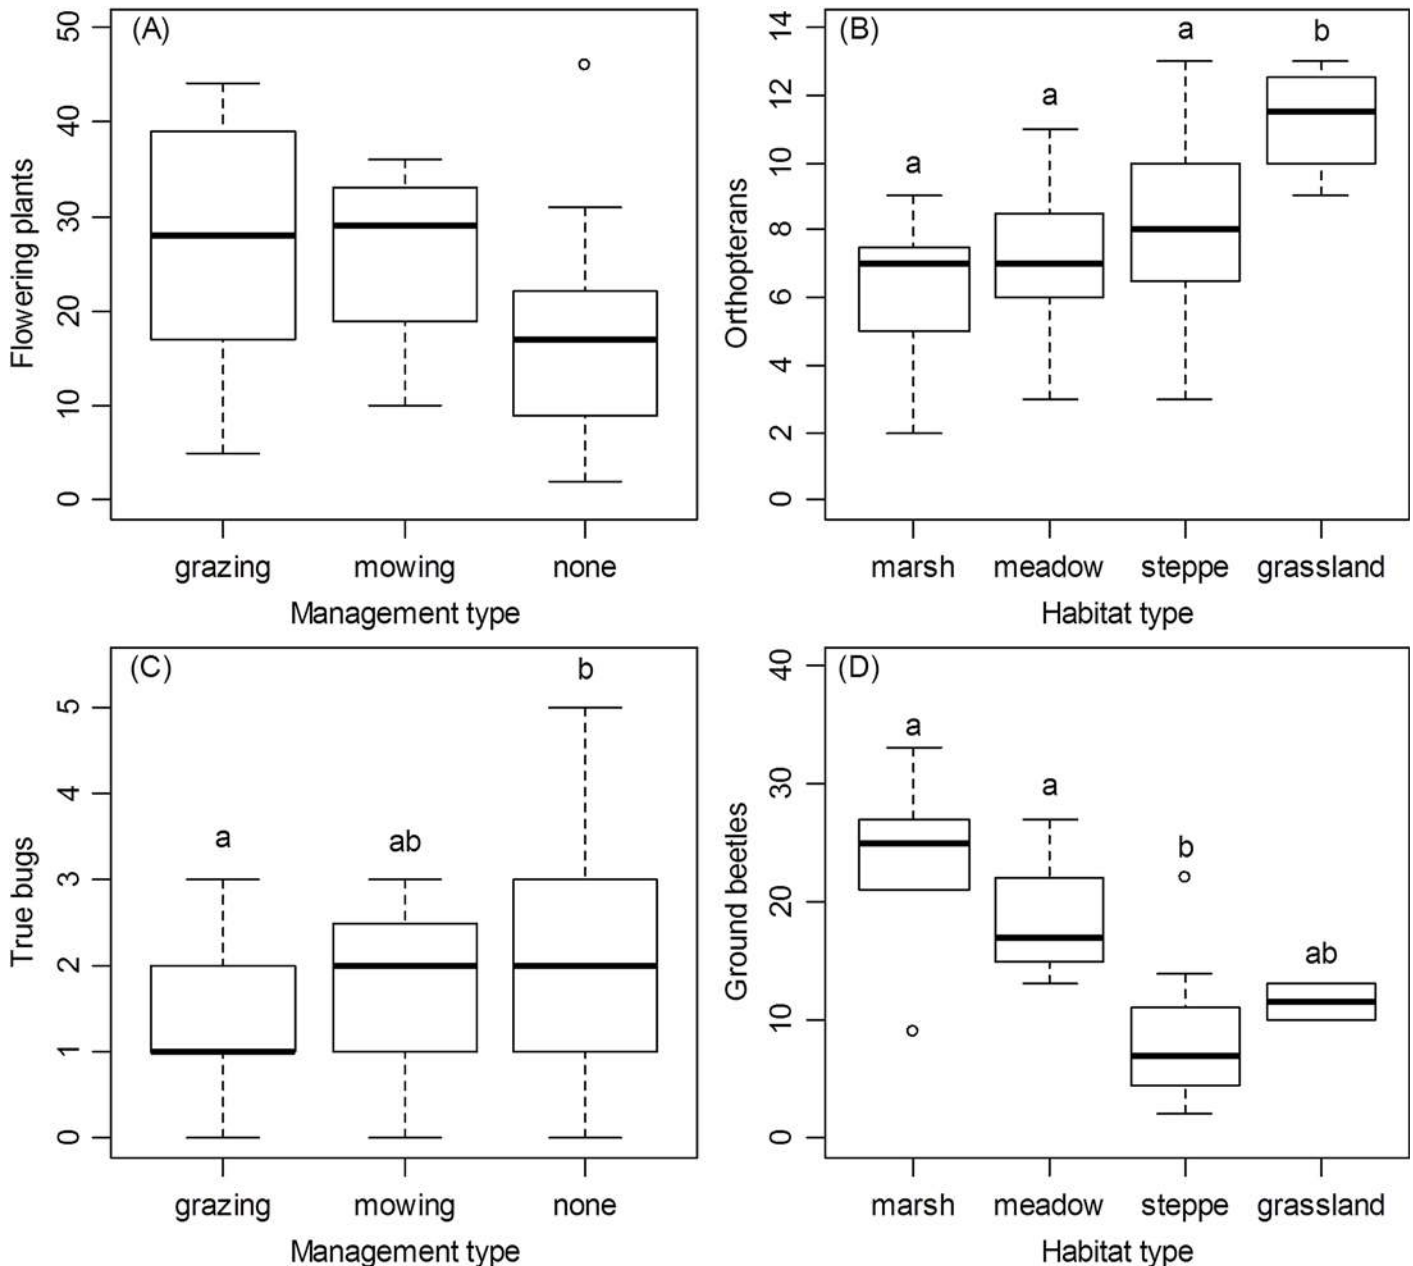 (A)
50
40
30
20
10
0
Flowering plants
grazing mowing none
Management type
(B)
14
12
10
8
6
4
2
0
Orthopterans
a a a b
marsh meadow steppe grassland
Habitat type
(C)
5
4
3
2
1
0
True bugs
a ab b
grazing mowing none
Management type
(D)
40
30
20
10
0
Ground beetles
a a b ab
marsh meadow steppe grassland
Habitat type